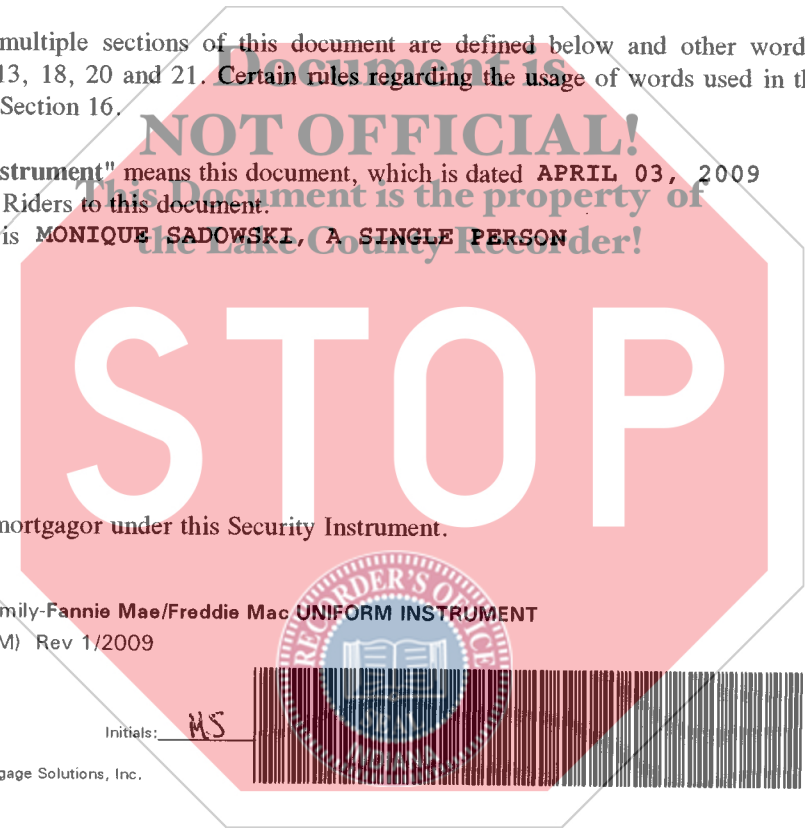 multiple sections of this document are defined below and other word
Document is
13, 18, 20 and 21. Certain rules regarding the usage of words used in th
Section 16.
NOT OFFICIAL!
strument" means this document, which is dated APRIL 03, 2009
This Document is the property of
Riders to this document.
is MONIQUE SADOWSKI, A SINGLE PERSON
the Lake County Recorder!
STOP
mortgagor under this Security Instrument.
RECORDER'S OFFICE
mily-Fannie Mae/Freddie Mac UNIFORM INSTRUMENT
M) Rev 1/2009
SEAL
Initials: MS
INDIANA
gage Solutions, Inc.